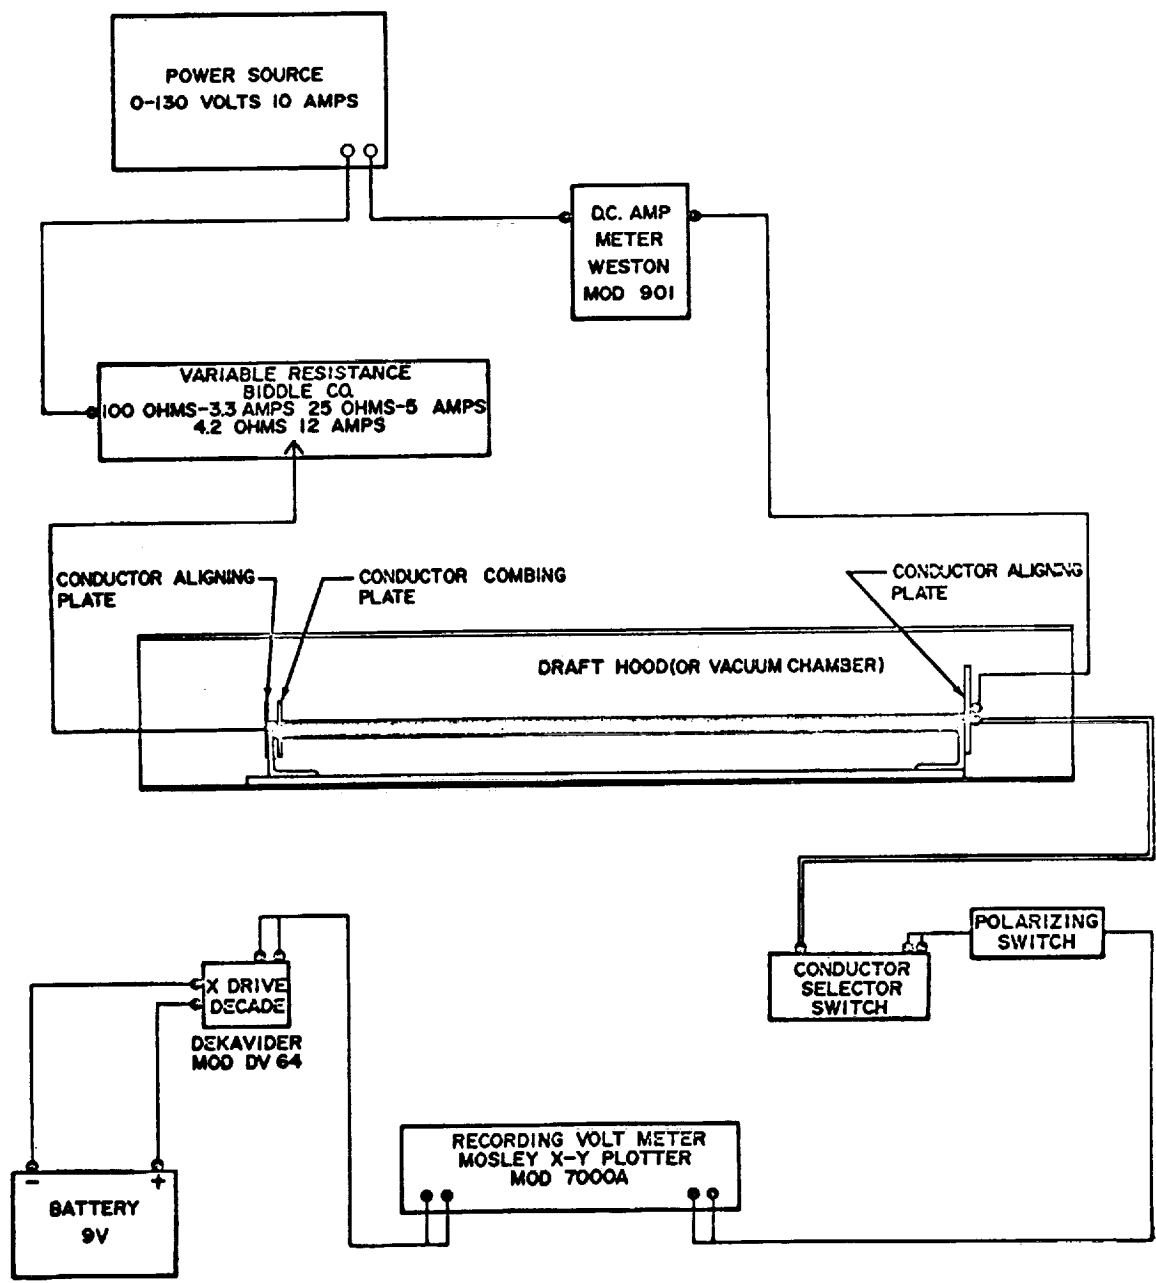 POWER SOURCE
0-130 VOLTS 10 AMPS
D.C. AMP
METER
WESTON
MOD 901
VARIABLE RESISTANCE
BIDDLE CO.
100 OHMS-3.3 AMPS 25 OHMS-5 AMPS
4.2 OHMS 12 AMPS
CONDUCTOR ALIGNING
PLATE
CONDUCTOR COMBING
PLATE
CONDUCTOR ALIGNING
PLATE
DRAFT HOOD(OR VACUUM CHAMBER)
POLARIZING
SWITCH
CONDUCTOR
SELECTOR
SWITCH
X DRIVE
DECADE
DEKAVIDER
MOD DV 64
RECORDING VOLT METER
MOSLEY X-Y PLOTTER
MOD 7000A
- +
BATTERY
9V